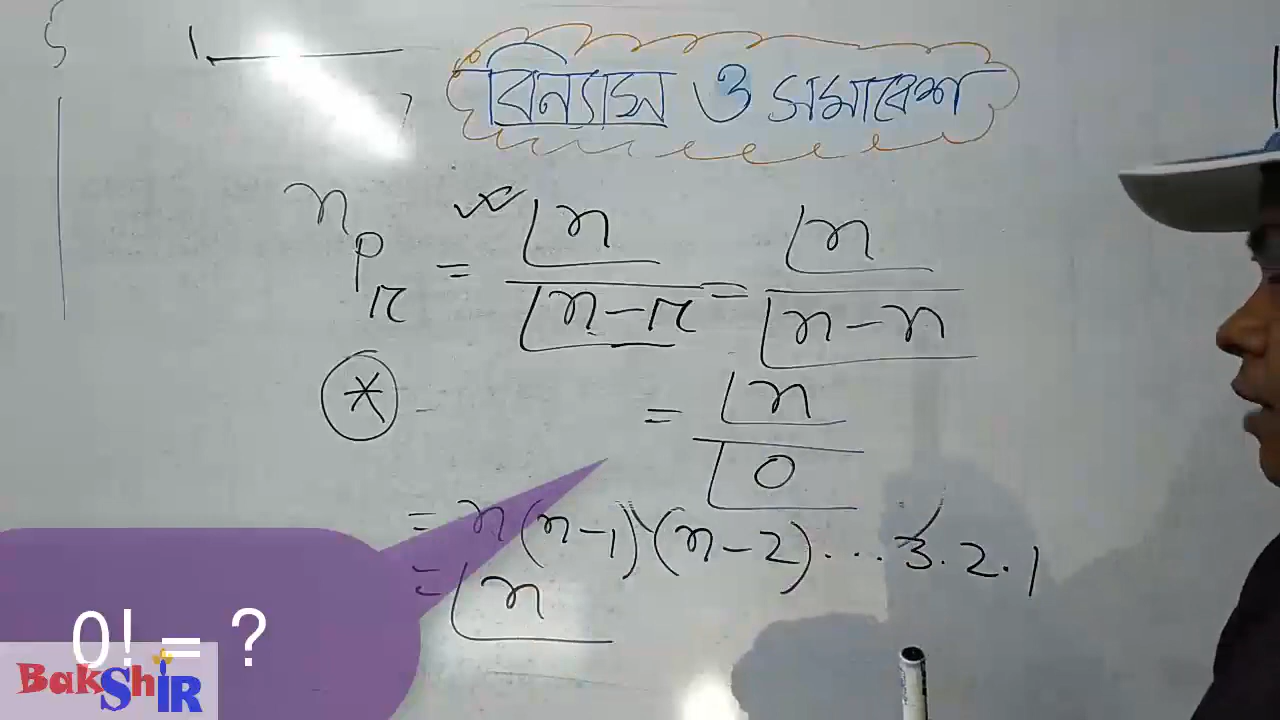 বিন্যাস ও সমাবেশ
nPr = ⌊n / ⌊n-r = ⌊n / ⌊n-n
* -
= ⌊n / ⌊0
= n(n-1)(n-2)....3.2.1
= ⌊n
0! = ?
BakShIR